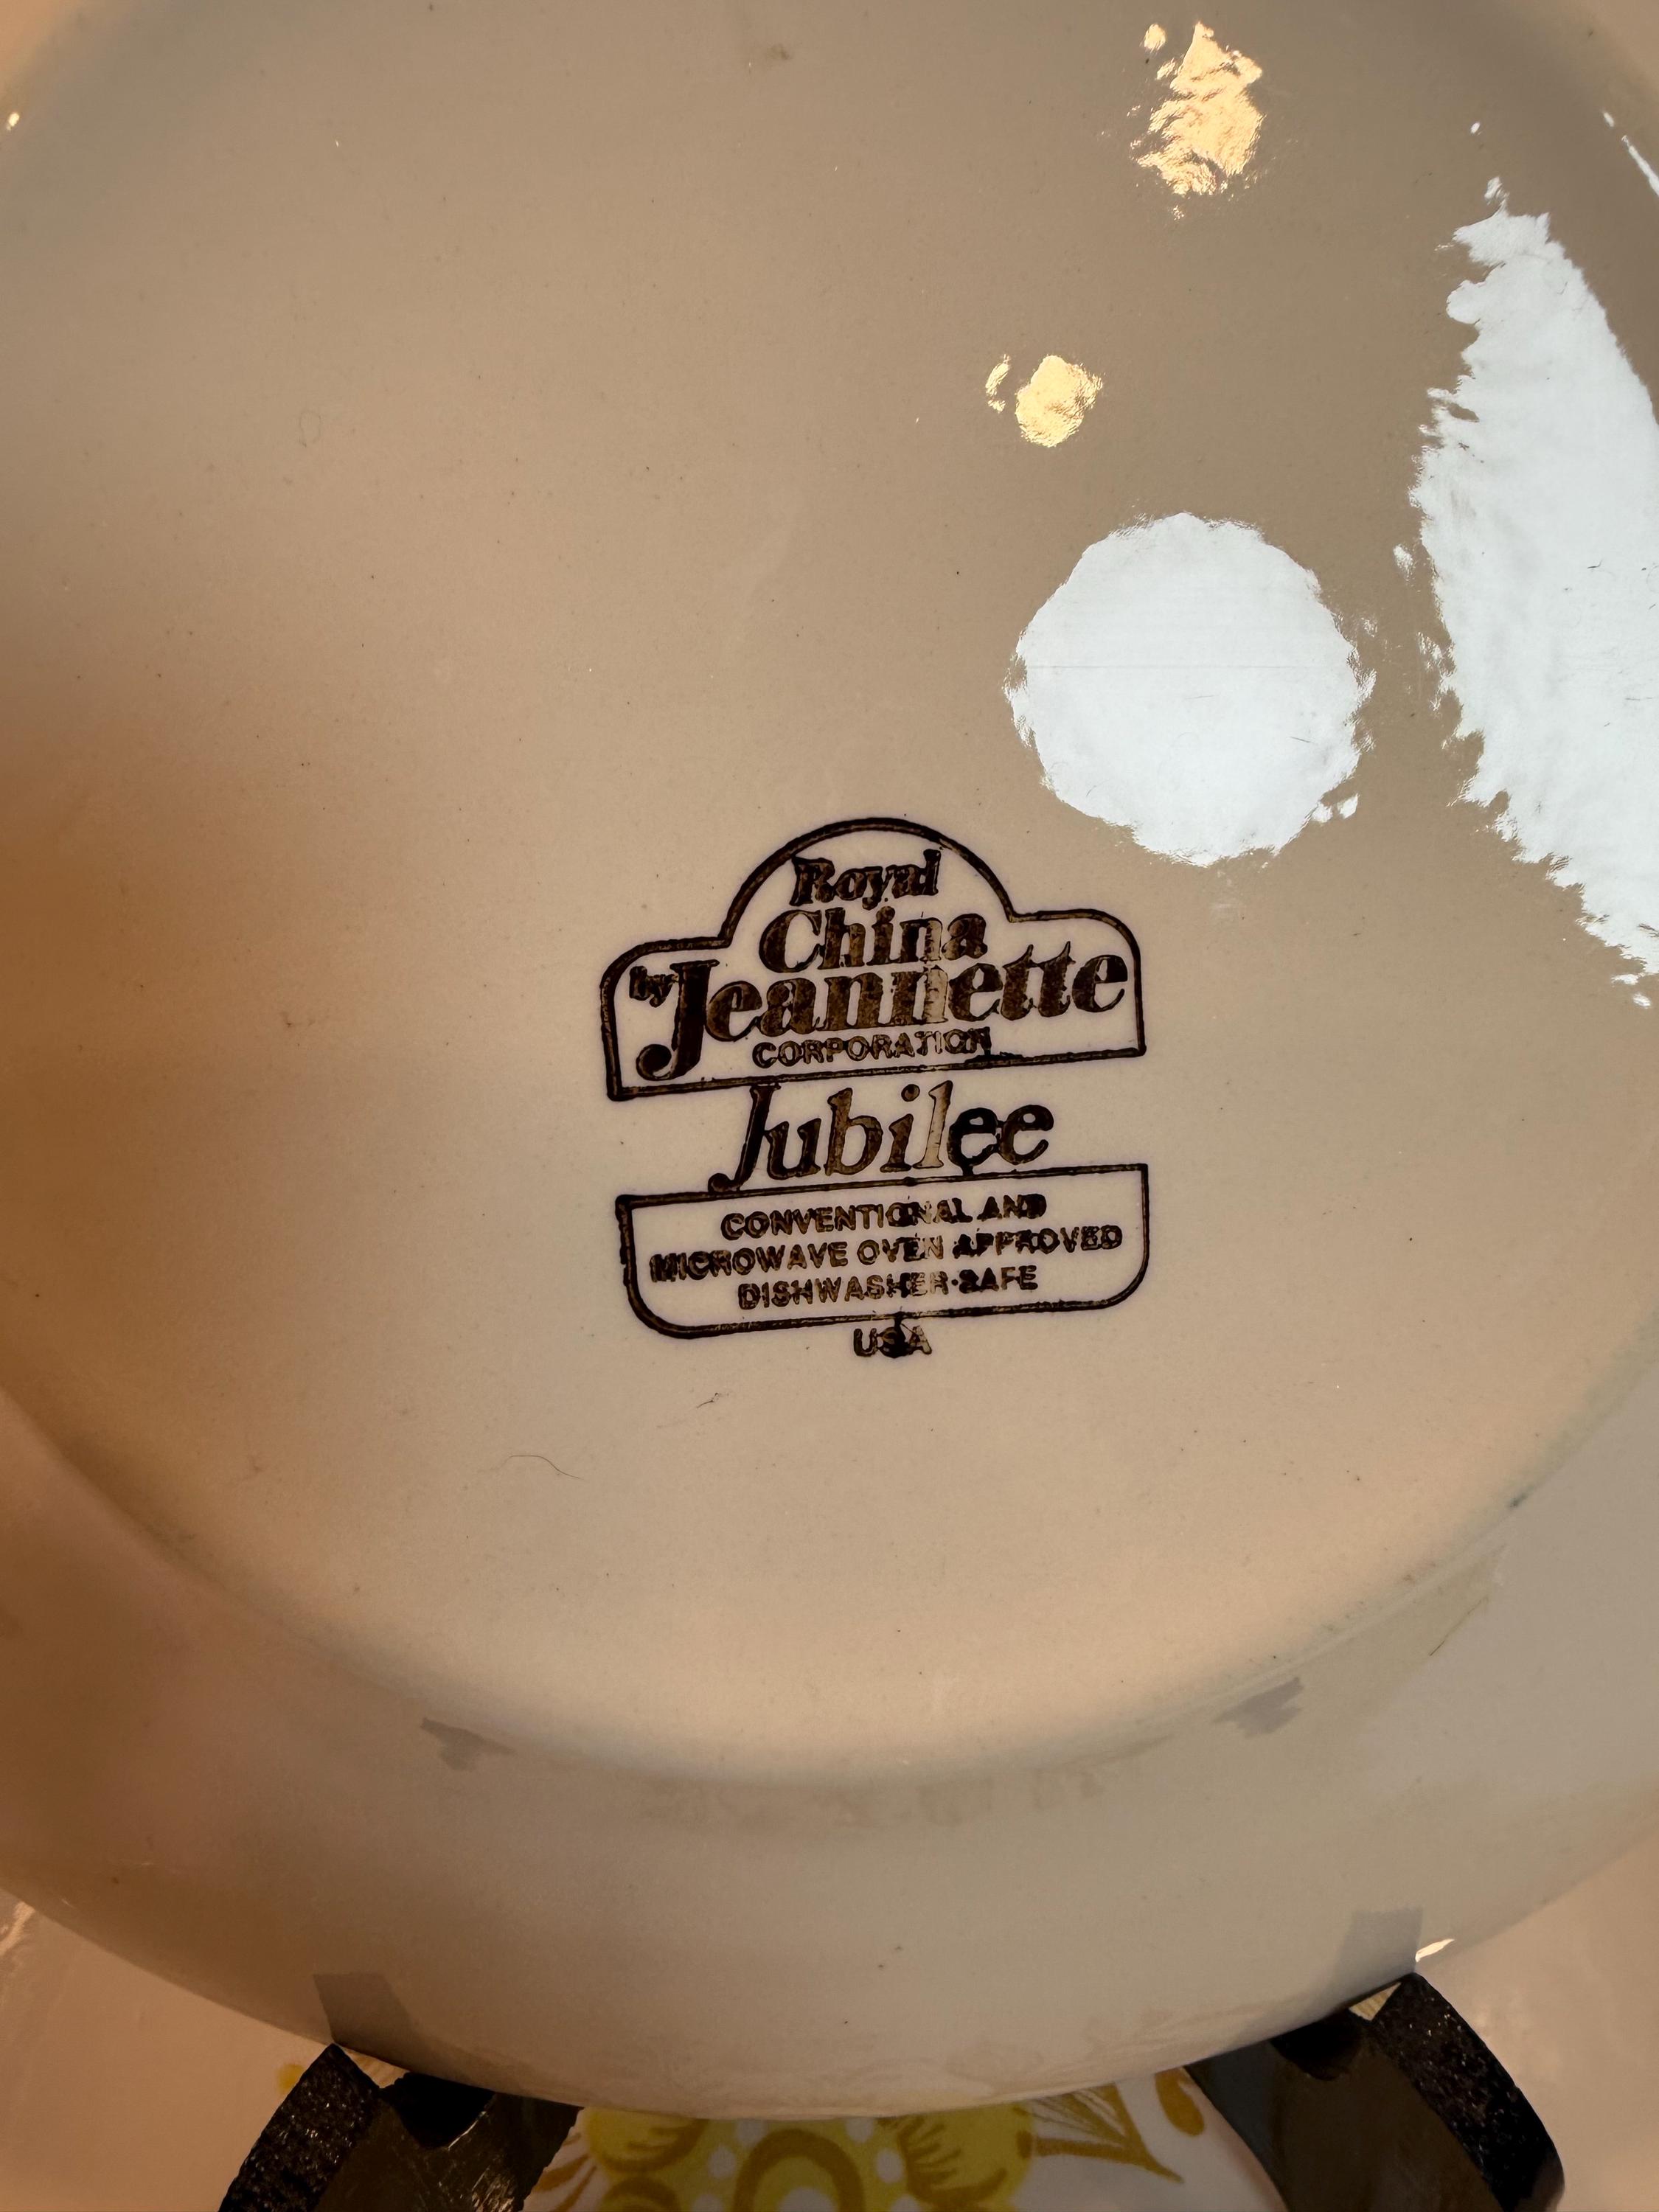 Royal
China
by Jeannette
CORPORATION
Jubilee
CONVENTIONAL AND
MICROWAVE OVEN APPROVED
DISHWASHER·SAFE
USA